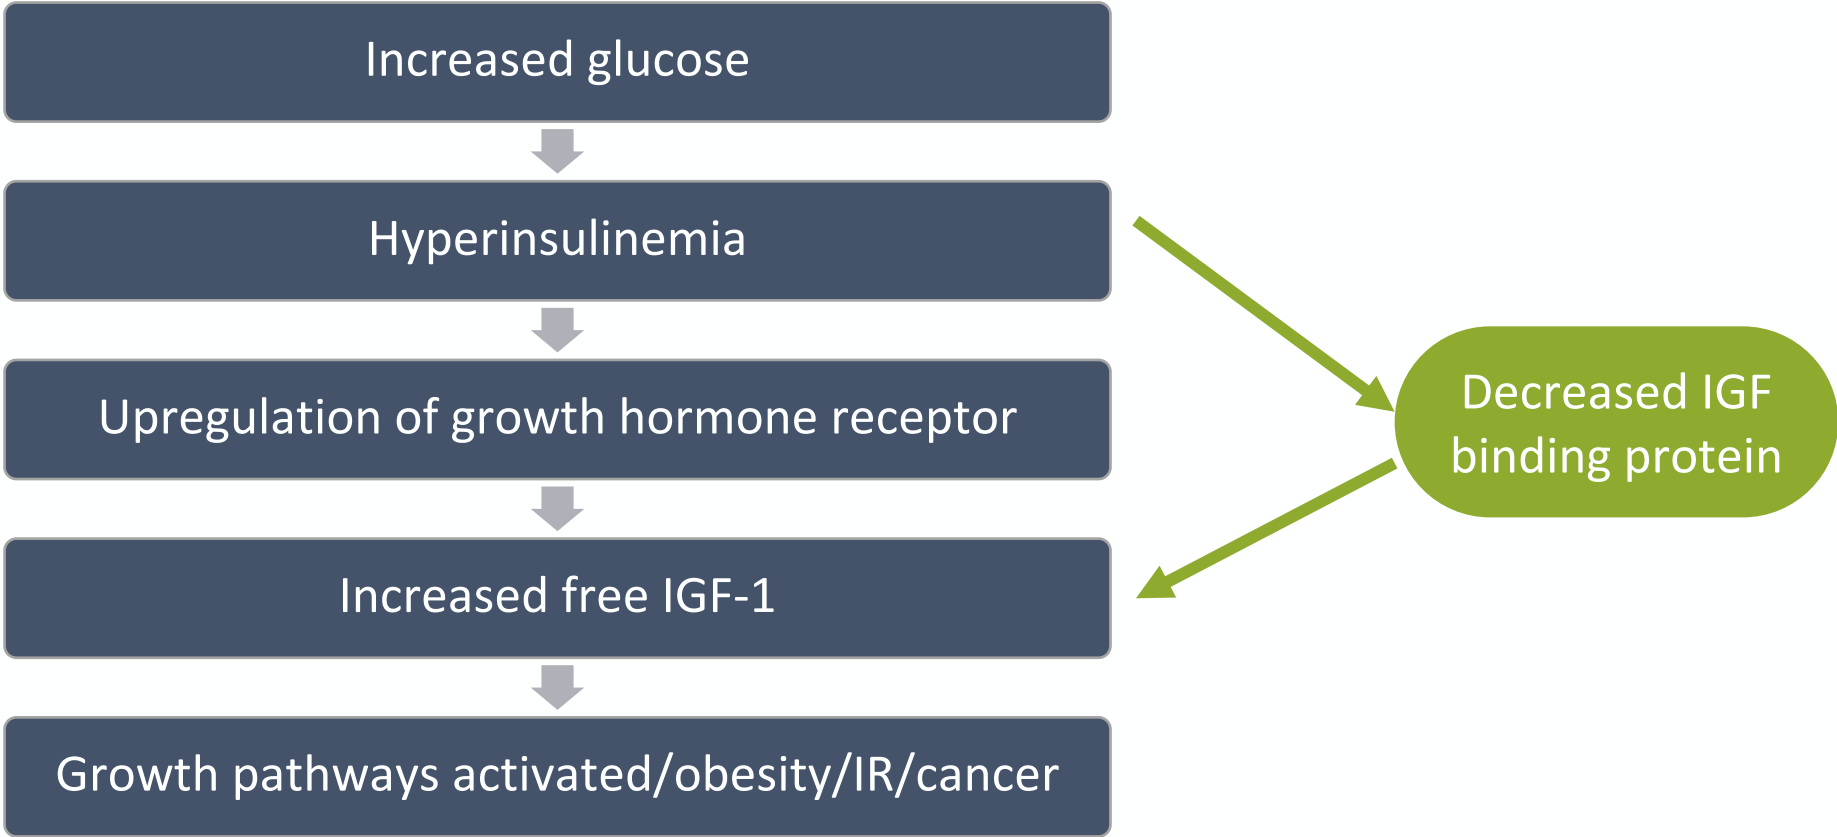 Increased glucose
Hyperinsulinemia
Upregulation of growth hormone receptor
Increased free IGF-1
Growth pathways activated/obesity/IR/cancer
Decreased IGF
binding protein